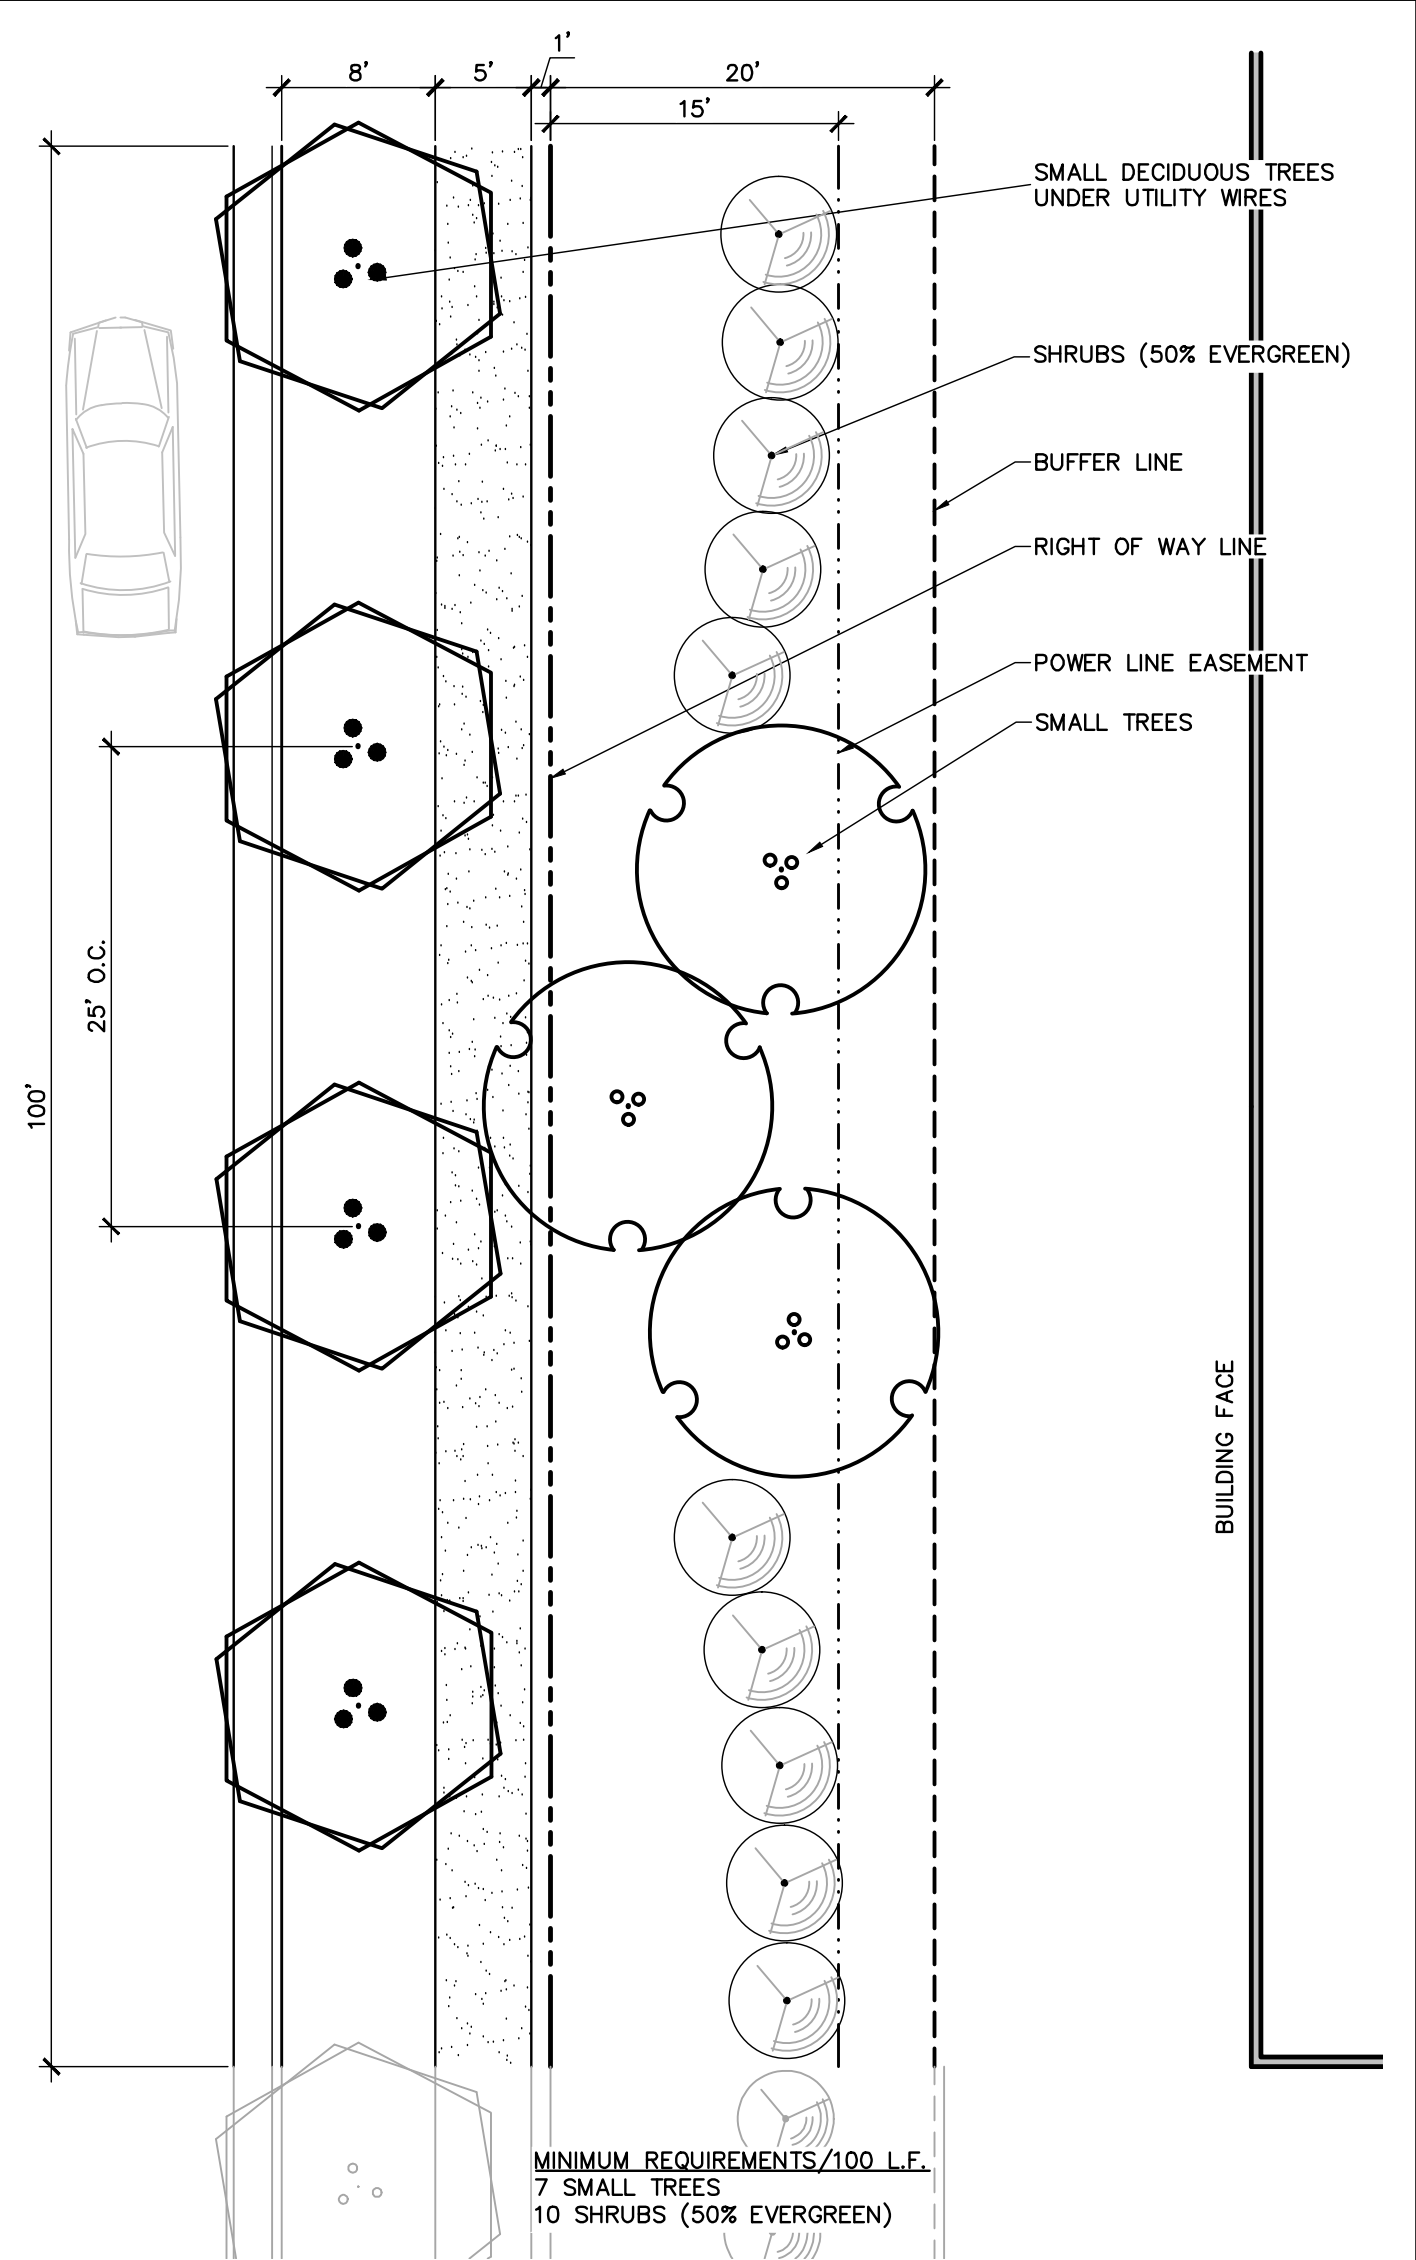 1'
8'
5'
20'
15'
SMALL DECIDUOUS TREES
UNDER UTILITY WIRES
SHRUBS (50% EVERGREEN)
BUFFER LINE
RIGHT OF WAY LINE
POWER LINE EASEMENT
SMALL TREES
25' O.C.
100'
BUILDING FACE
MINIMUM REQUIREMENTS/100 L.F.
7 SMALL TREES
10 SHRUBS (50% EVERGREEN)